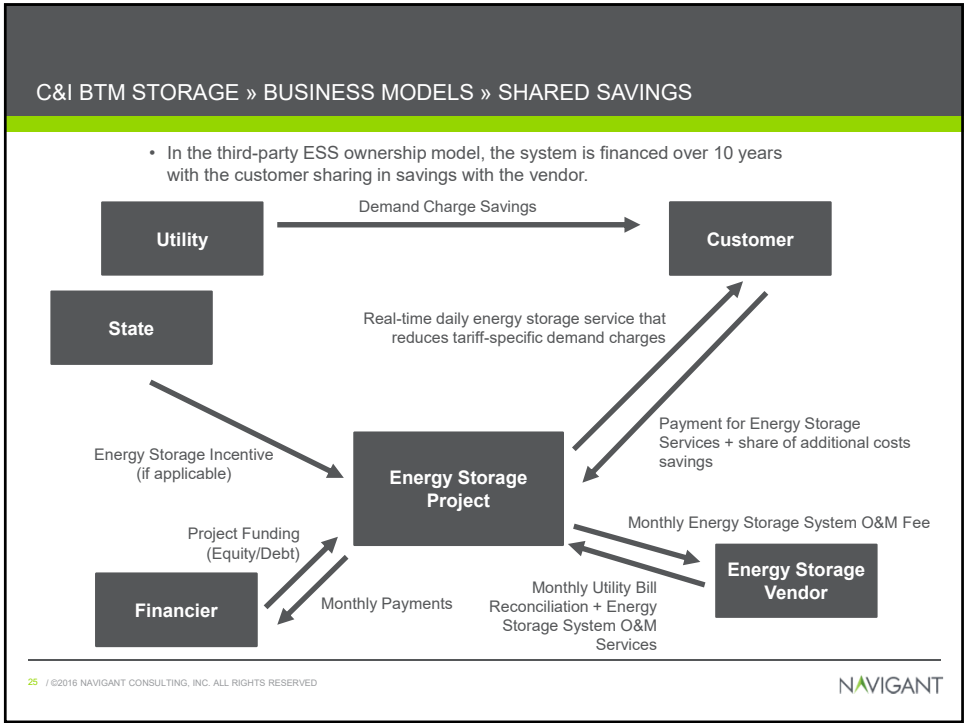 C&I BTM STORAGE » BUSINESS MODELS » SHARED SAVINGS
• In the third-party ESS ownership model, the system is financed over 10 years
with the customer sharing in savings with the vendor.
Utility
Demand Charge Savings
Customer
State
Real-time daily energy storage service that
reduces tariff-specific demand charges
Payment for Energy Storage
Services + share of additional costs
savings
Energy Storage Incentive
(if applicable)
Energy Storage
Project
Project Funding
(Equity/Debt)
Monthly Energy Storage System O&M Fee
Financier
Monthly Payments
Monthly Utility Bill
Reconciliation + Energy
Storage System O&M
Services
Energy Storage
Vendor
25 / ©2016 NAVIGANT CONSULTING, INC. ALL RIGHTS RESERVED
NAVIGANT